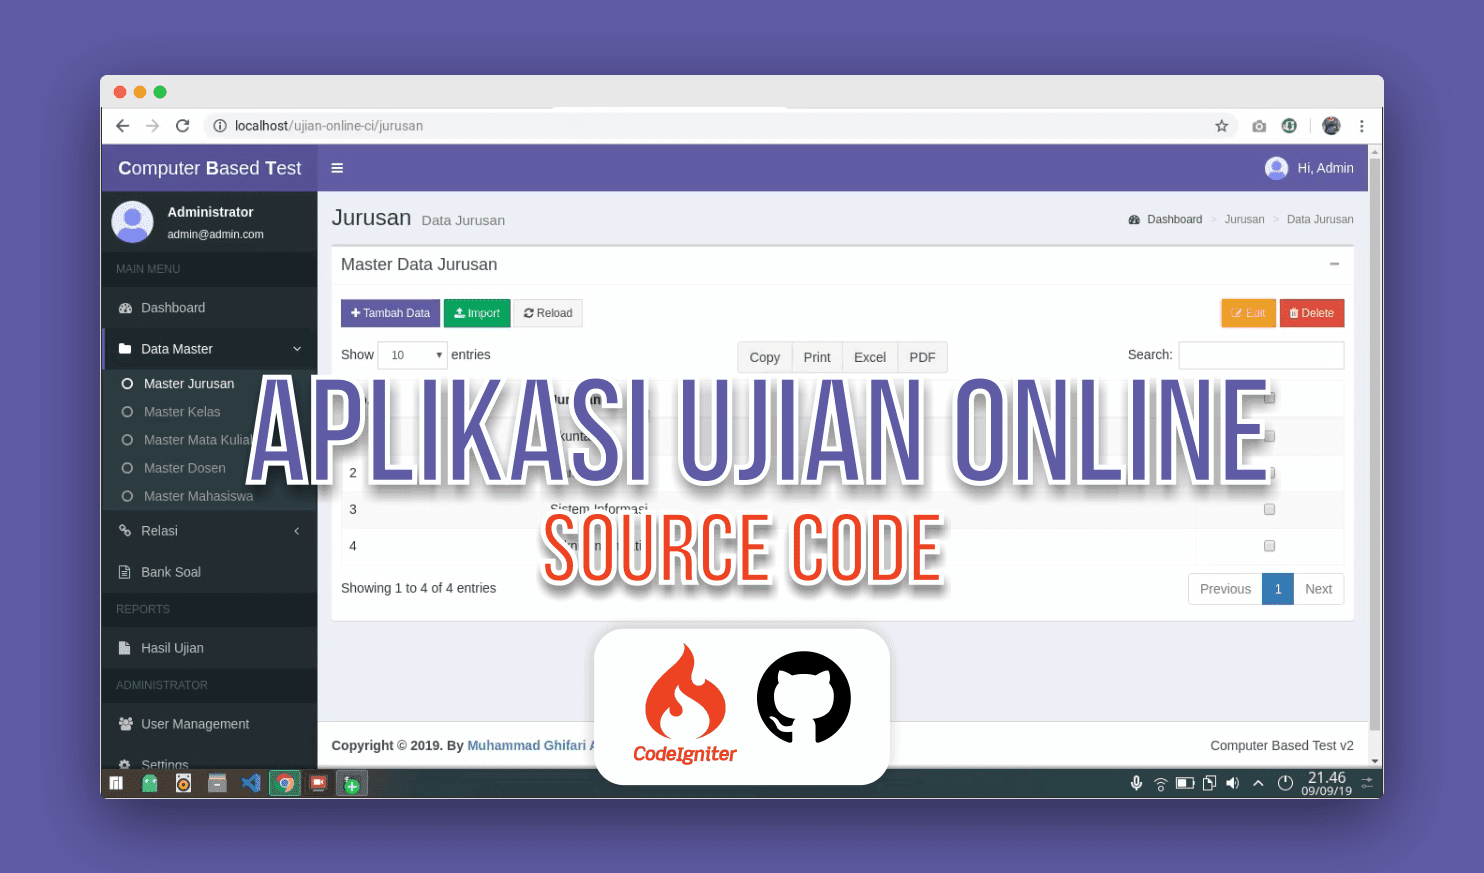 localhost/ujian-online-ci/jurusan
Computer Based Test
Hi, Admin
Administrator
admin@admin.com
MAIN MENU
Dashboard
Data Master
Master Jurusan
Master Kelas
Master Mata
Master Dosen
Master Mahasiswa
Relasi
Bank Soal
REPORTS
Hasil Ujian
ADMINISTRATOR
User Management
Settings
Jurusan Data Jurusan
Dashboard > Jurusan > Data Jurusan
Master Data Jurusan
Tambah Data Import Reload
Edit Delete
Show 10 entries
Copy Print Excel PDF
Search:
APLIKASI UJIAN ONLINE
2
3 Sistem Informasi
SOURCE CODE
4
Showing 1 to 4 of 4 entries
Previous 1 Next
CodeIgniter
Copyright © 2019. By Muhammad Ghifari
Computer Based Test v2
21.46
09/09/19